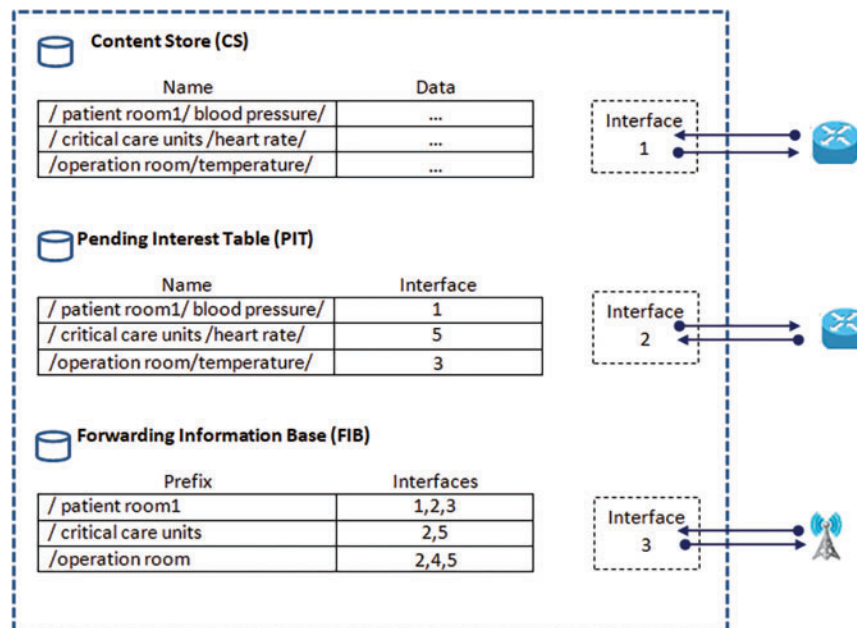 Content Store (CS)
Name Data
/ patient room1/ blood pressure/ ...
/ critical care units /heart rate/ ...
/operation room/temperature/ ...
Interface
1
Pending Interest Table (PIT)
Name Interface
/ patient room1/ blood pressure/ 1
/ critical care units /heart rate/ 5
/operation room/temperature/ 3
Interface
2
Forwarding Information Base (FIB)
Prefix Interfaces
/ patient room1 1,2,3
/ critical care units 2,5
/operation room 2,4,5
Interface
3